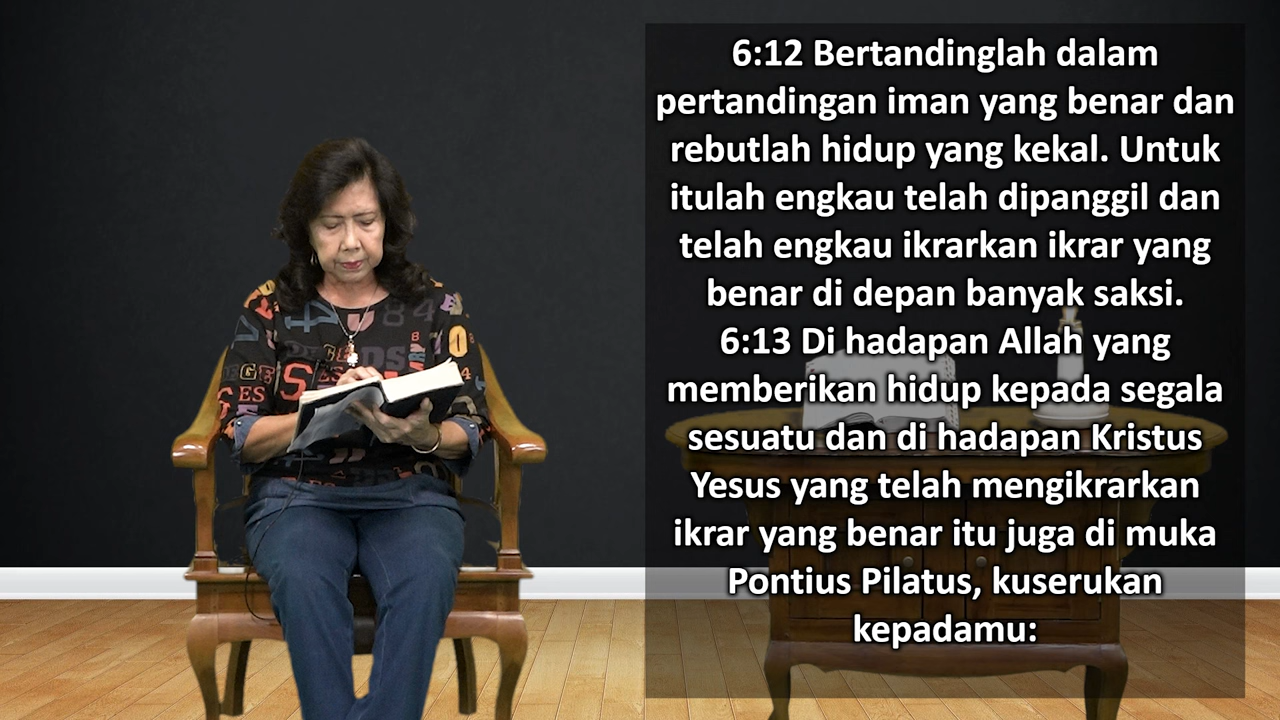 6:12 Bertandinglah dalam
pertandingan iman yang benar dan
rebutlah hidup yang kekal. Untuk
itulah engkau telah dipanggil dan
telah engkau ikrarkan ikrar yang
benar di depan banyak saksi.
6:13 Di hadapan Allah yang
memberikan hidup kepada segala
sesuatu dan di hadapan Kristus
Yesus yang telah mengikrarkan
ikrar yang benar itu juga di muka
Pontius Pilatus, kuserukan
kepadamu: